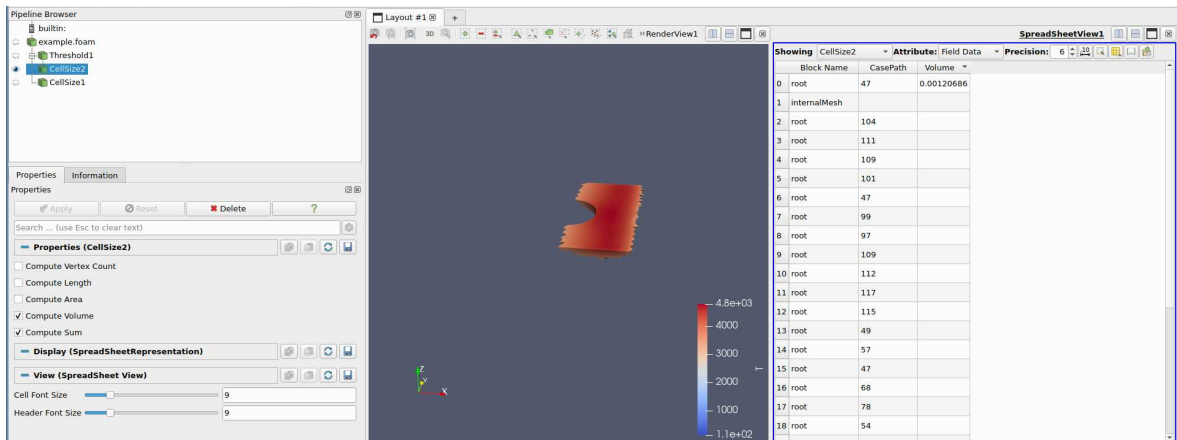 Pipeline Browser
builtin:
example.foam
Threshold1
CellSize2
CellSize1
Properties Information
Properties
Apply Reset Delete ?
Search ... (use Esc to clear text)
Properties (CellSize2)
Compute Vertex Count
Compute Length
Compute Area
Compute Volume
Compute Sum
Display (SpreadSheetRepresentation)
View (SpreadSheet View)
Cell Font Size 9
Header Font Size 9
Layout #1 +
3D »RenderView1
4.8e+03
4000
3000
T
2000
1000
1.1e+02
Z
Y
X
SpreadSheetView1
Showing CellSize2 Attribute: Field Data Precision: 6
Block Name CasePath Volume
0 root 47 0.00120686
1 internalMesh
2 root 104
3 root 111
4 root 109
5 root 101
6 root 47
7 root 99
8 root 97
9 root 109
10 root 112
11 root 117
12 root 115
13 root 49
14 root 57
15 root 47
16 root 68
17 root 78
18 root 54